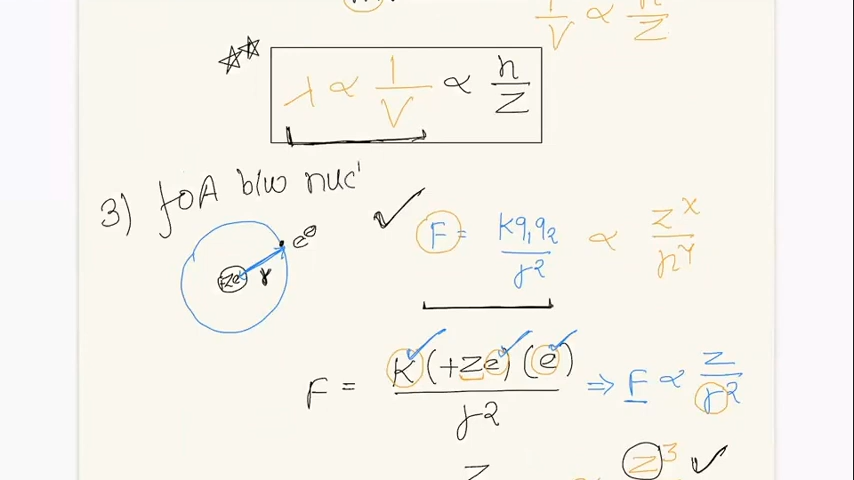 1/V ∝ n/Z
λ ∝ 1/V ∝ n/Z
3) fOA b/w nuc'
F = Kq₁q₂/r² ∝ Z^x/n^y
e⊖
+Ze
r
F = K(+Ze)(e)/r² ⇒ F ∝ Z/r²
Z
Z³